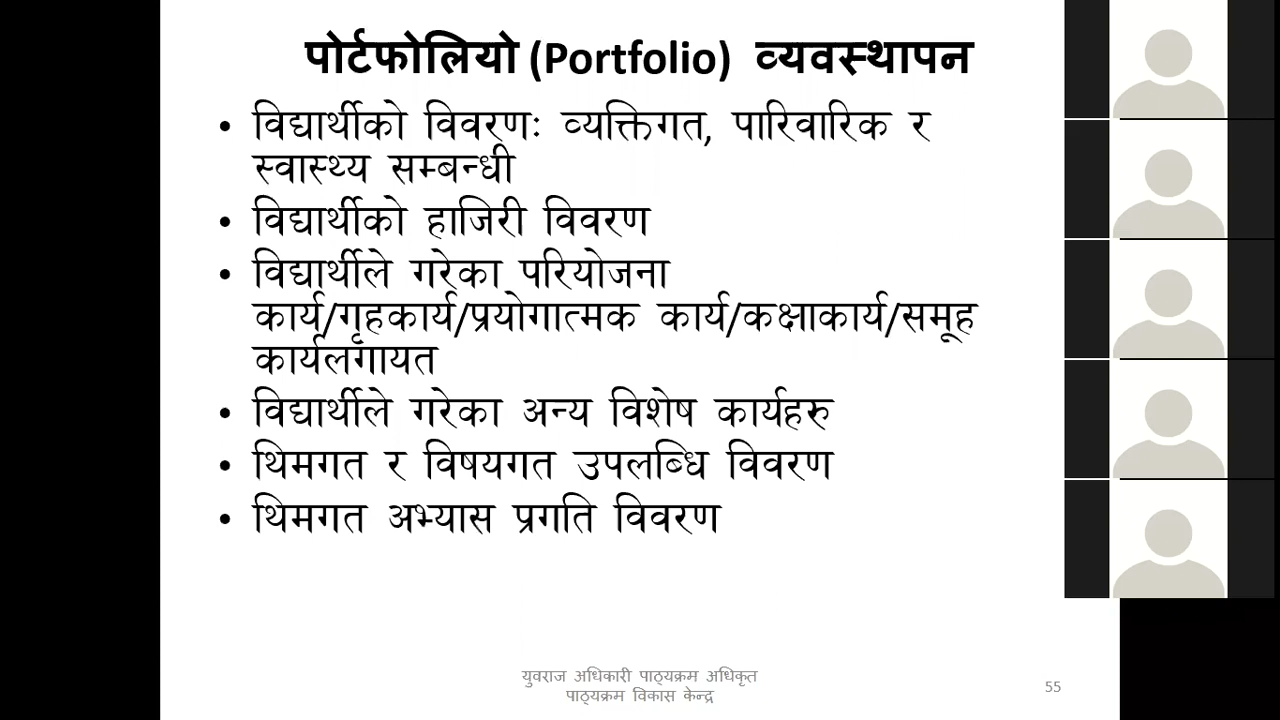 पोर्टफोलियो (Portfolio) व्यवस्थापन
• विद्यार्थीको विवरणः व्यक्तिगत, पारिवारिक र
स्वास्थ्य सम्बन्धी
• विद्यार्थीको हाजिरी विवरण
• विद्यार्थीले गरेका परियोजना
कार्य/गृहकार्य/प्रयोगात्मक कार्य/कक्षाकार्य/समूह
कार्यलगायत
• विद्यार्थीले गरेका अन्य विशेष कार्यहरु
• थिमगत र विषयगत उपलब्धि विवरण
• थिमगत अभ्यास प्रगति विवरण
युवराज अधिकारी पाठ्यक्रम अधिकृत
पाठ्यक्रम विकास केन्द्र
55